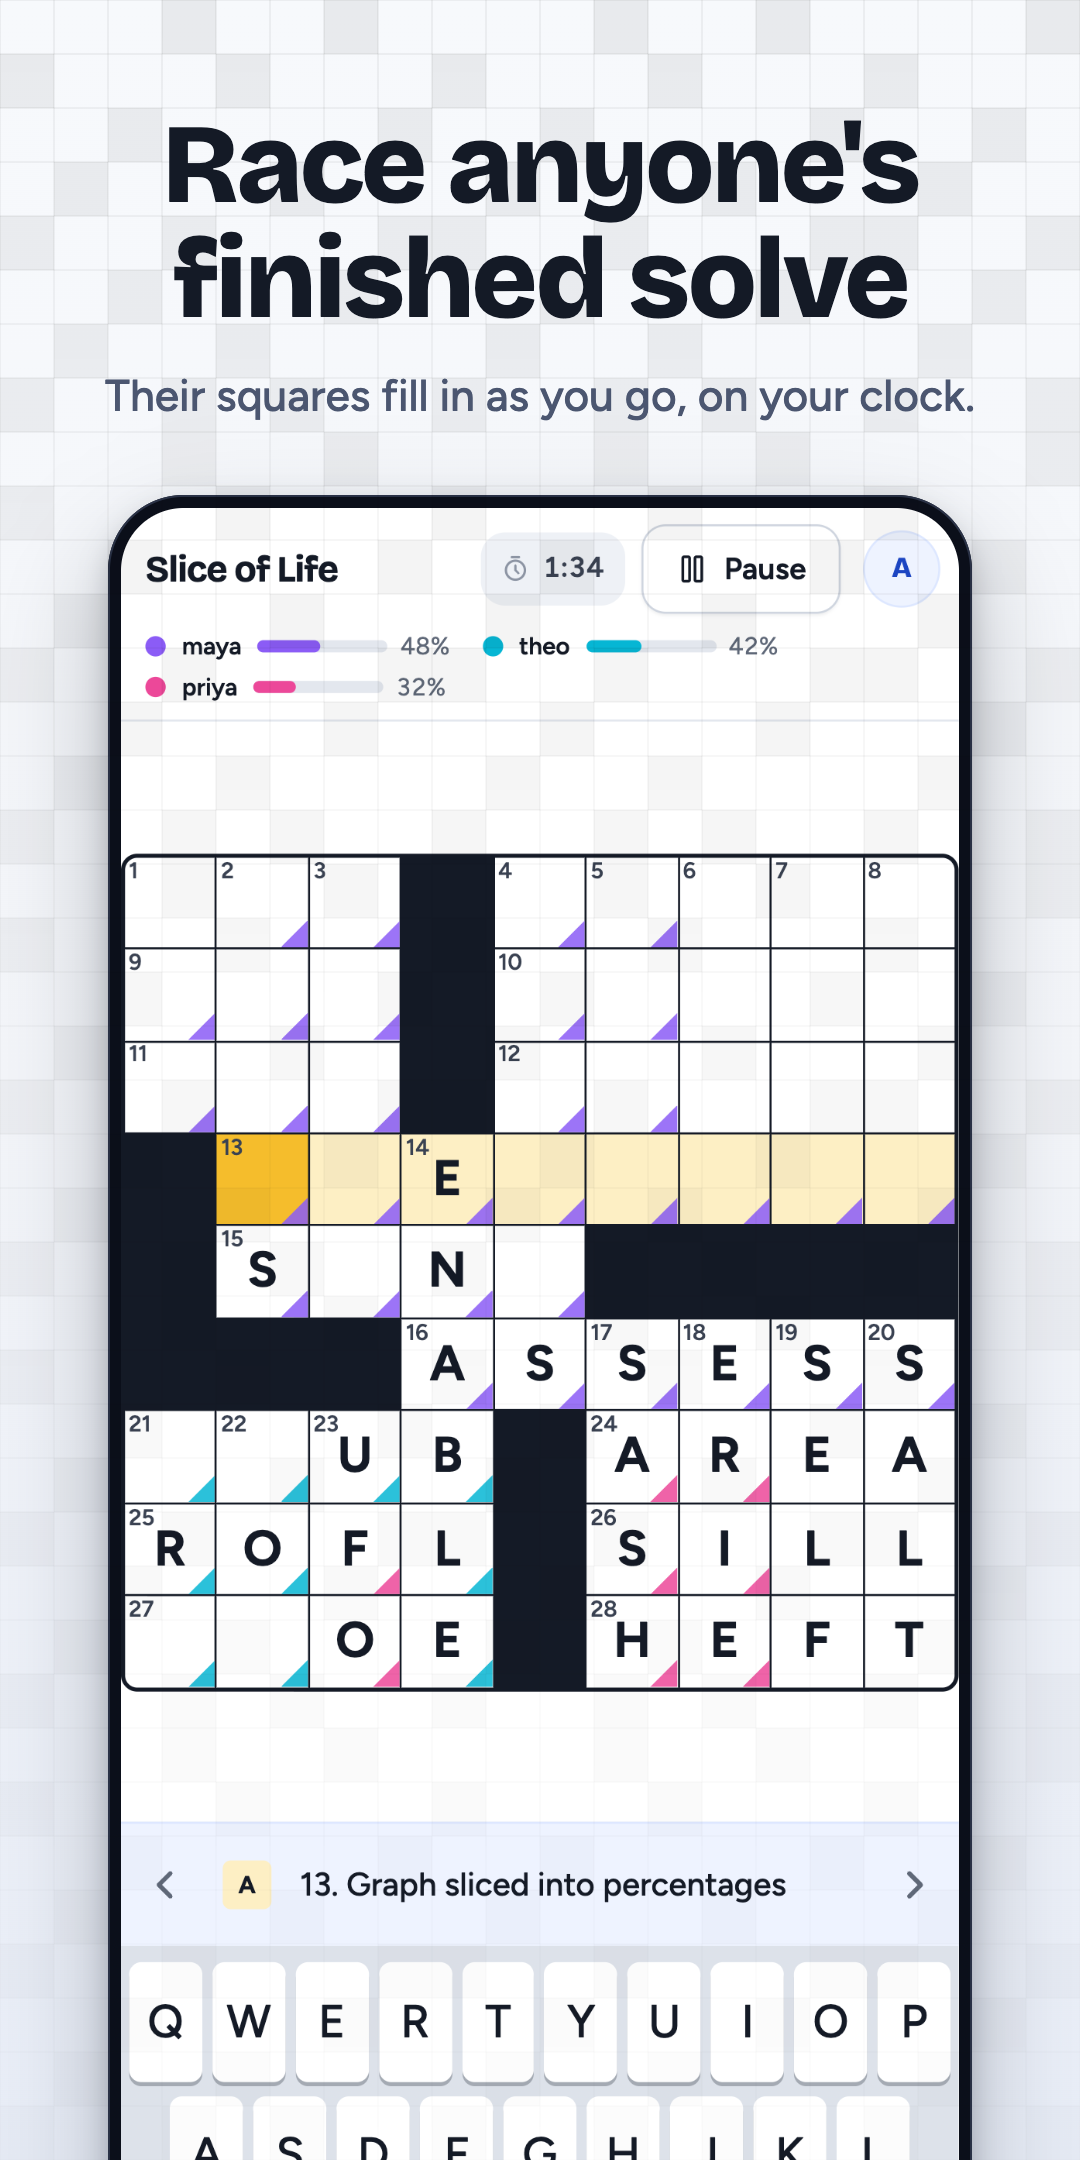 Race anyone's
finished solve
Their squares fill in as you go, on your clock.
Slice of Life 1:34 Pause A
maya 48% theo 42%
priya 32%
1 2 3 4 5 6 7 8
9 10
11 12
13 14 E
15 S N
16 A S 17 S 18 E 19 S 20 S
21 22 23 U B 24 A R E A
25 R O F L 26 S I L L
27 O E 28 H E F T
A 13. Graph sliced into percentages
Q W E R T Y U I O P
A S D F G H J K L